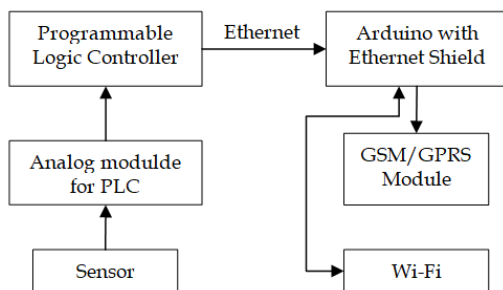 Programmable
Logic Controller
Ethernet
Arduino with
Ethernet Shield
Analog modulde
for PLC
GSM/GPRS
Module
Sensor
Wi-Fi